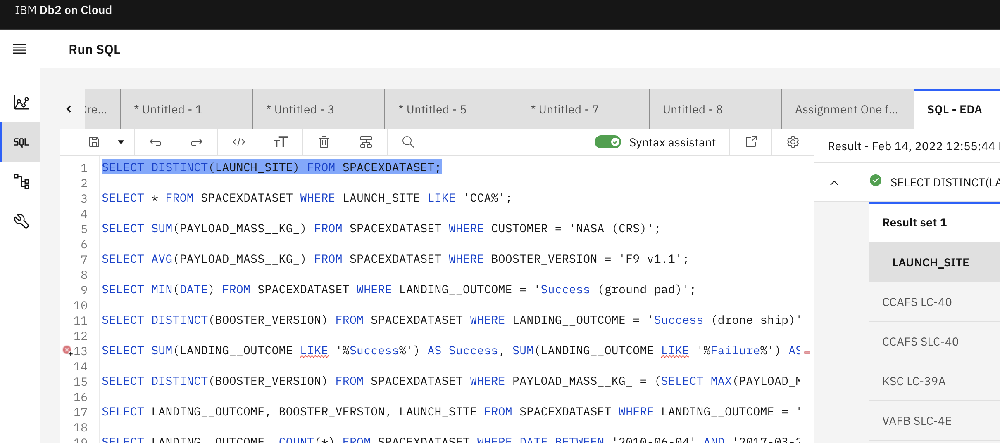 IBM Db2 on Cloud
Run SQL
SQL
re...
* Untitled - 1
* Untitled - 3
* Untitled - 5
* Untitled - 7
Untitled - 8
Assignment One f...
SQL - EDA
Syntax assistant
1 SELECT DISTINCT(LAUNCH_SITE) FROM SPACEXDATASET;
2
3 SELECT * FROM SPACEXDATASET WHERE LAUNCH_SITE LIKE 'CCA%';
4
5 SELECT SUM(PAYLOAD_MASS__KG_) FROM SPACEXDATASET WHERE CUSTOMER = 'NASA (CRS)';
6
7 SELECT AVG(PAYLOAD_MASS__KG_) FROM SPACEXDATASET WHERE BOOSTER_VERSION = 'F9 v1.1';
8
9 SELECT MIN(DATE) FROM SPACEXDATASET WHERE LANDING__OUTCOME = 'Success (ground pad)';
10
11 SELECT DISTINCT(BOOSTER_VERSION) FROM SPACEXDATASET WHERE LANDING__OUTCOME = 'Success (drone ship)'
12
13 SELECT SUM(LANDING__OUTCOME LIKE '%Success%') AS Success, SUM(LANDING__OUTCOME LIKE '%Failure%') AS
14
15 SELECT DISTINCT(BOOSTER_VERSION) FROM SPACEXDATASET WHERE PAYLOAD_MASS__KG_ = (SELECT MAX(PAYLOAD_M
16
17 SELECT LANDING__OUTCOME, BOOSTER_VERSION, LAUNCH_SITE FROM SPACEXDATASET WHERE LANDING__OUTCOME = '
18
19 SELECT LANDING__OUTCOME, COUNT(*) FROM SPACEXDATASET WHERE DATE BETWEEN '2010-06-04' AND '2017-03-2
Result - Feb 14, 2022 12:55:44
SELECT DISTINCT(LA
Result set 1
LAUNCH_SITE
CCAFS LC-40
CCAFS SLC-40
KSC LC-39A
VAFB SLC-4E